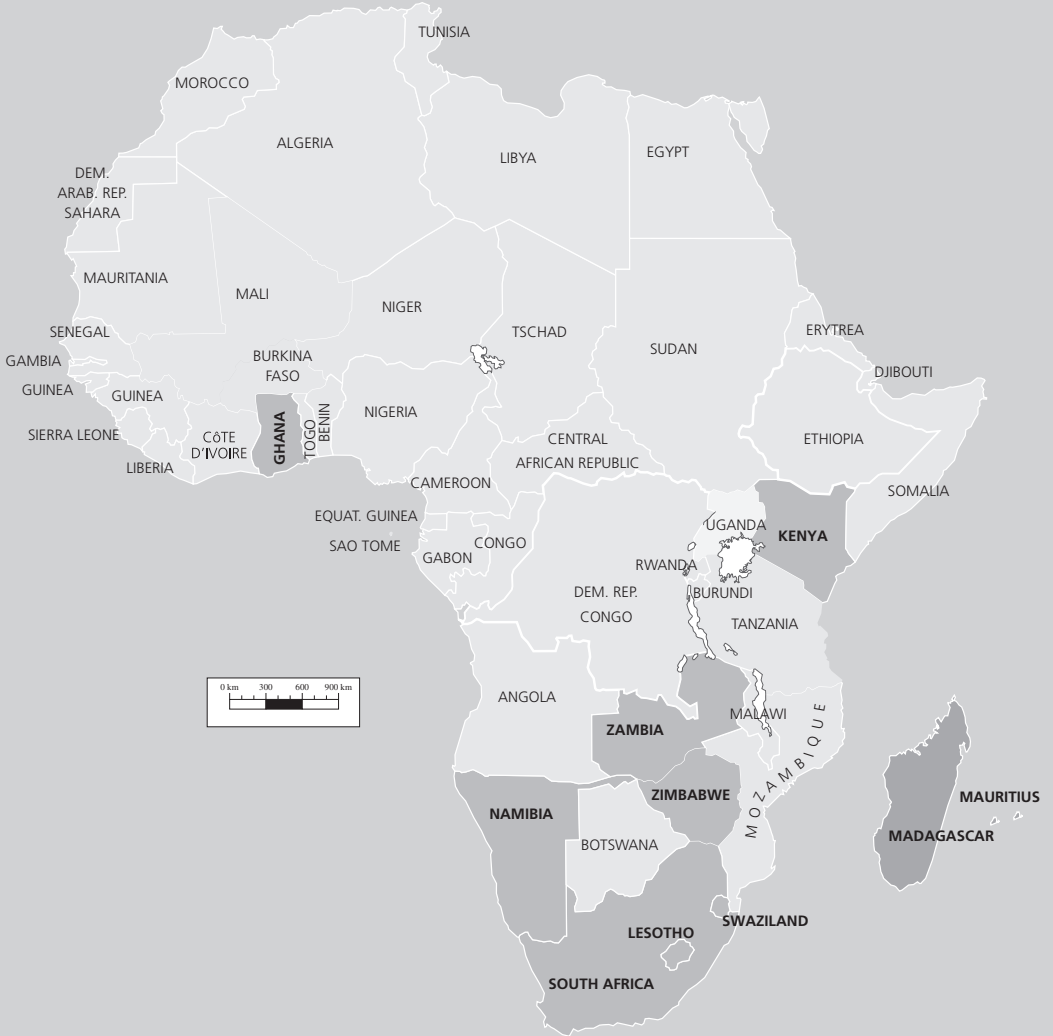 TUNISIA
MOROCCO
ALGERIA
LIBYA
EGYPT
DEM.
ARAB. REP.
SAHARA
MAURITANIA
MALI
NIGER
TSCHAD
SUDAN
ERYTREA
SENEGAL
GAMBIA
GUINEA
GUINEA
BURKINA
FASO
DJIBOUTI
SIERRA LEONE
LIBERIA
CôTE
D'IVOIRE
GHANA
TOGO
BENIN
NIGERIA
CENTRAL
AFRICAN REPUBLIC
ETHIOPIA
SOMALIA
CAMEROON
EQUAT. GUINEA
SAO TOME
GABON
CONGO
UGANDA
KENYA
RWANDA
BURUNDI
DEM. REP.
CONGO
TANZANIA
0 km 300 600 900 km
ANGOLA
ZAMBIA
MALAWI
MOZAMBIQUE
NAMIBIA
ZIMBABWE
BOTSWANA
MAURITIUS
MADAGASCAR
SWAZILAND
LESOTHO
SOUTH AFRICA